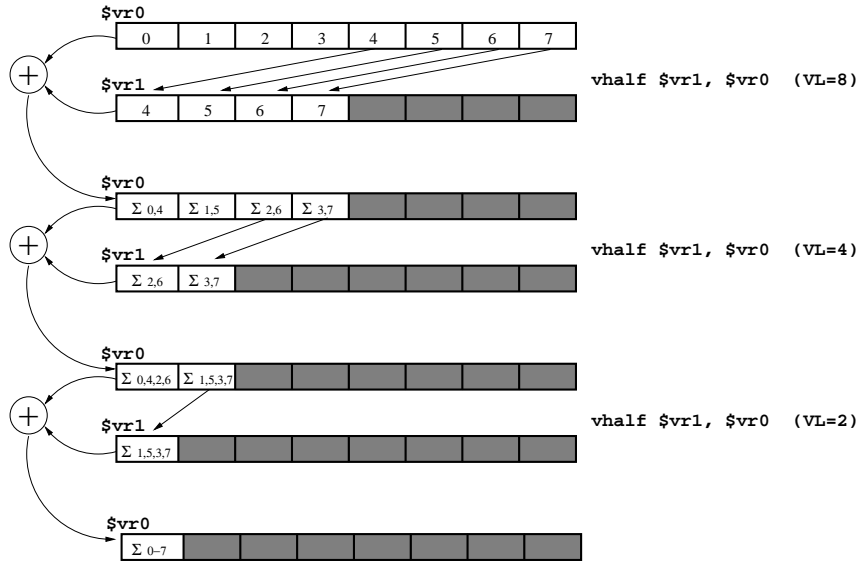 $vr0
0 1 2 3 4 5 6 7
+
$vr1
vhalf $vr1, $vr0 (VL=8)
4 5 6 7
$vr0
Σ 0,4 Σ 1,5 Σ 2,6 Σ 3,7
+
$vr1
vhalf $vr1, $vr0 (VL=4)
Σ 2,6 Σ 3,7
$vr0
Σ 0,4,2,6 Σ 1,5,3,7
+
$vr1
vhalf $vr1, $vr0 (VL=2)
Σ 1,5,3,7
$vr0
Σ 0–7